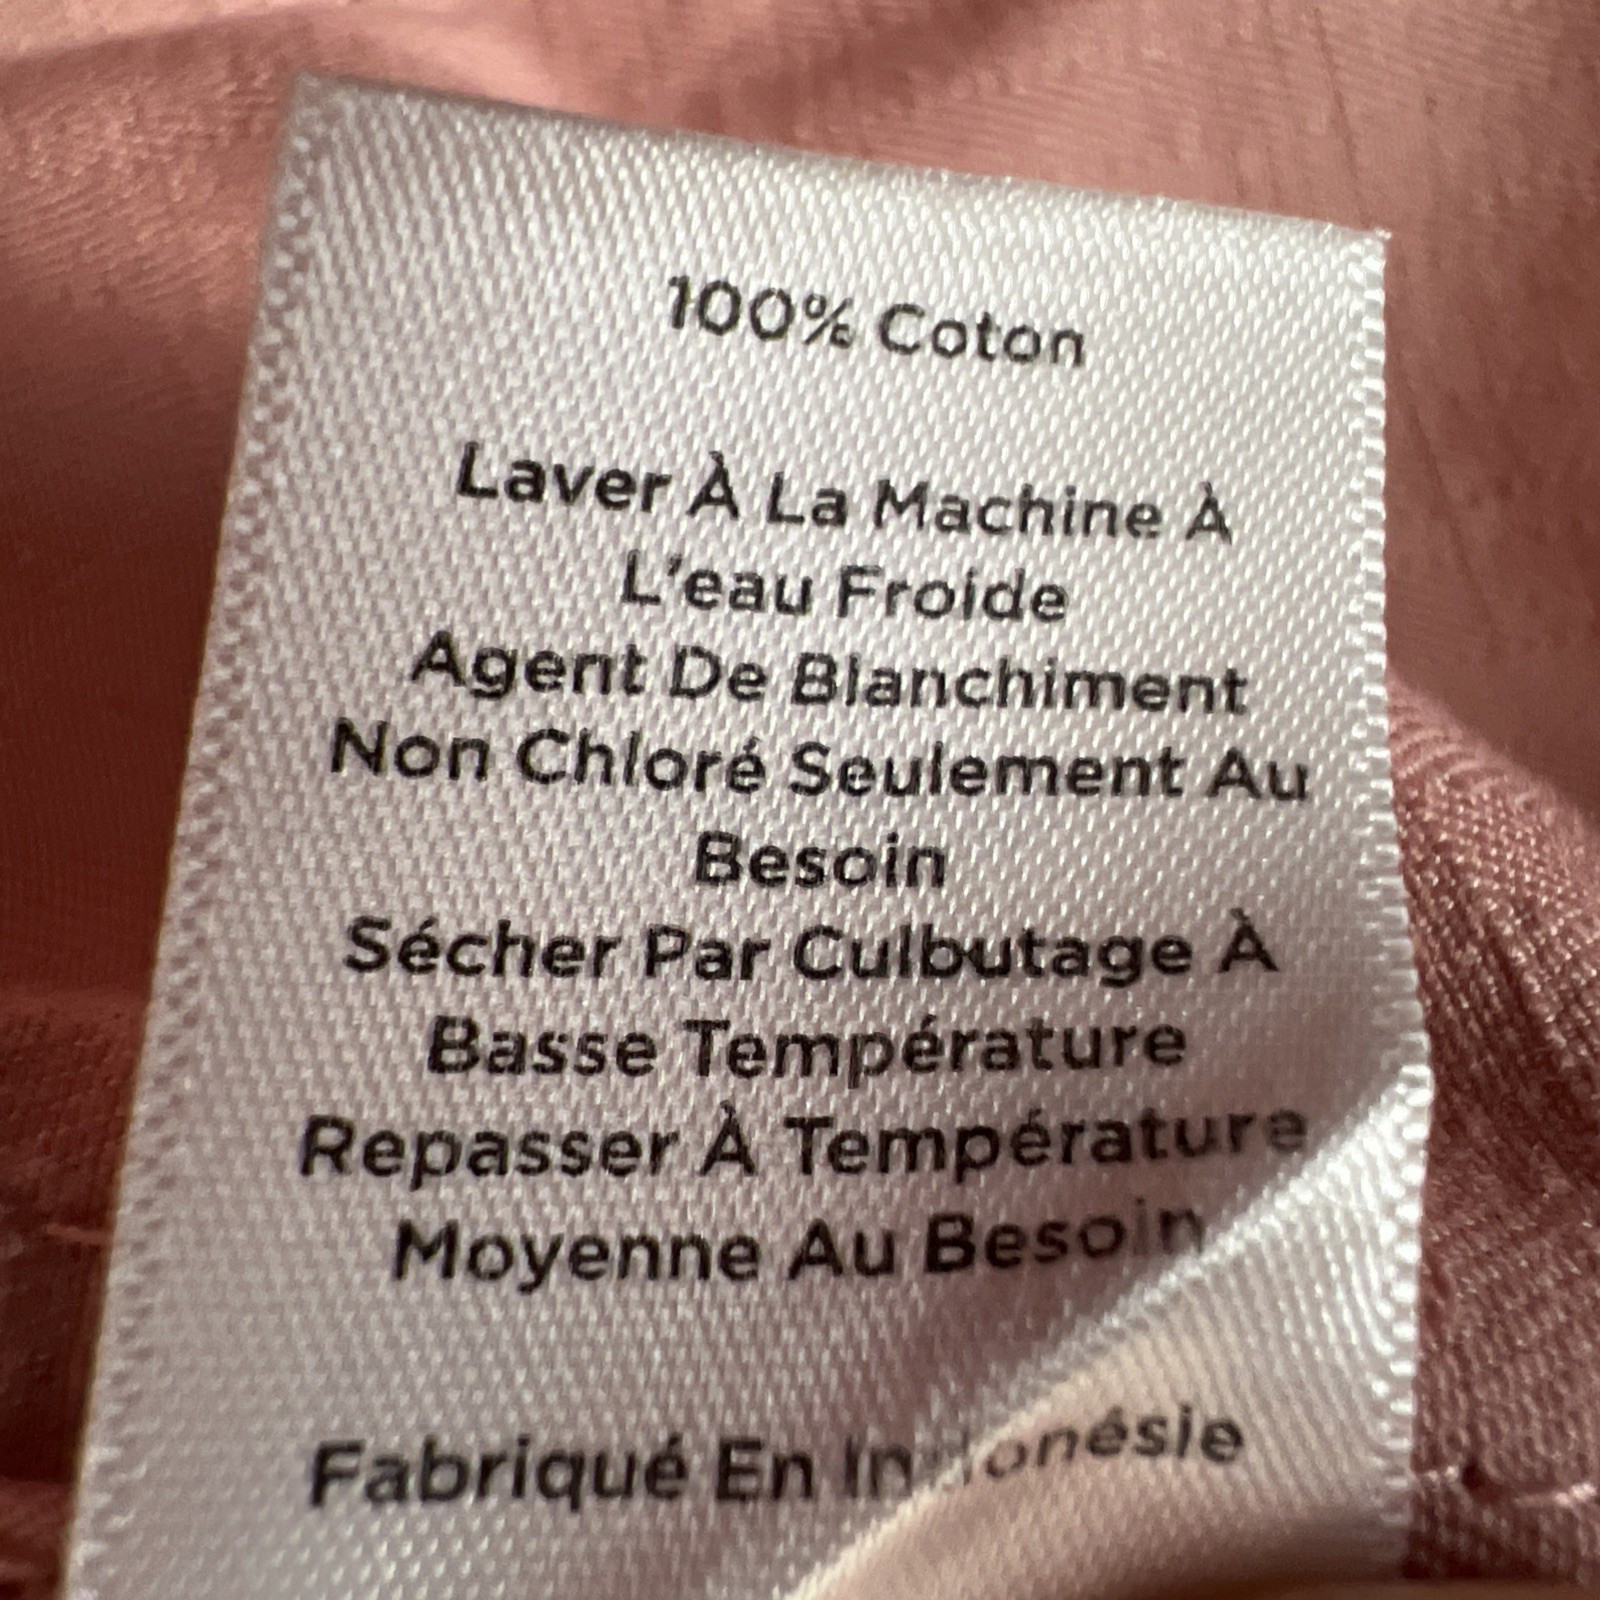 100% Coton
Laver À La Machine À
L'eau Froide
Agent De Blanchiment
Non Chloré Seulement Au
Besoin
Sécher Par Culbutage À
Basse Température
Repasser À Température
Moyenne Au Besoin
Fabriqué En Indonésie